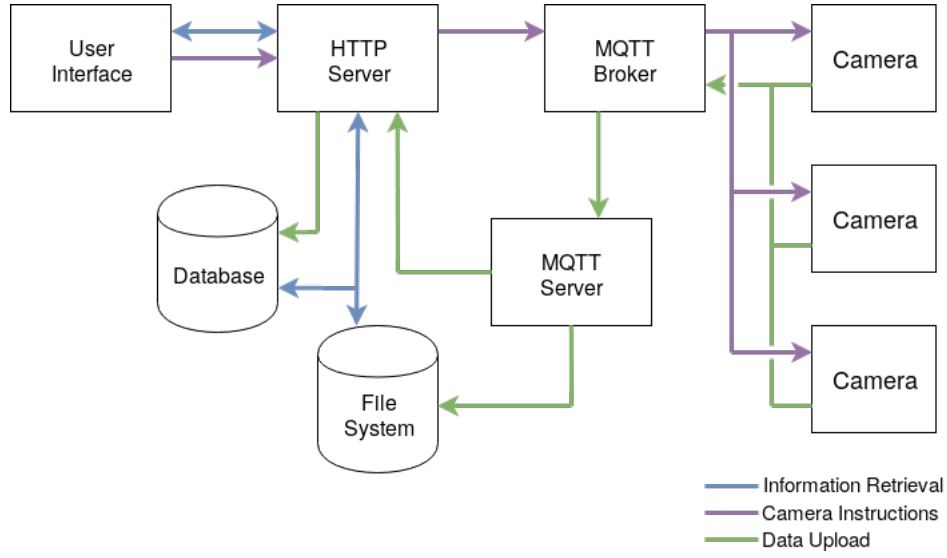 User
Interface
HTTP
Server
MQTT
Broker
Camera
Camera
Database
MQTT
Server
Camera
File
System
Information Retrieval
Camera Instructions
Data Upload